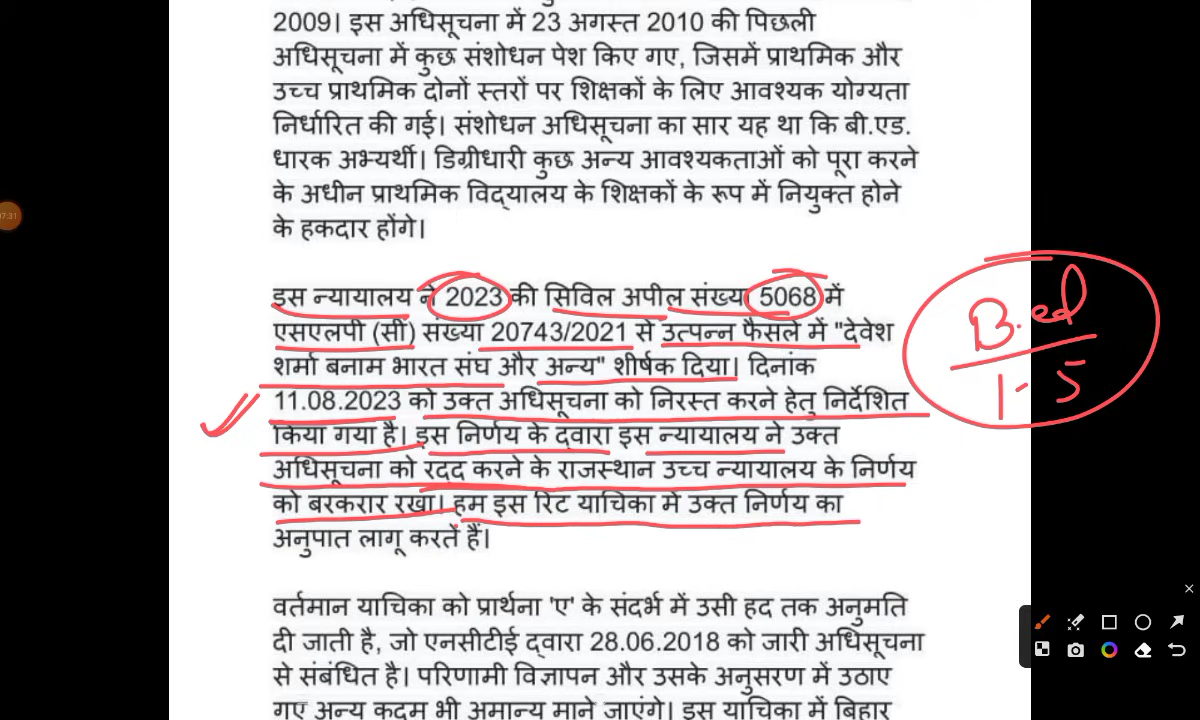 2009। इस अधिसूचना में 23 अगस्त 2010 की पिछली
अधिसूचना में कुछ संशोधन पेश किए गए, जिसमें प्राथमिक और
उच्च प्राथमिक दोनों स्तरों पर शिक्षकों के लिए आवश्यक योग्यता
निर्धारित की गई। संशोधन अधिसूचना का सार यह था कि बी.एड.
धारक अभ्यर्थी। डिग्रीधारी कुछ अन्य आवश्यकताओं को पूरा करने
के अधीन प्राथमिक विद्यालय के शिक्षकों के रूप में नियुक्त होने
के हकदार होंगे।
इस न्यायालय ने 2023 की सिविल अपील संख्या 5068 में
एसएलपी (सी) संख्या 20743/2021 से उत्पन्न फैसले में "देवेश
शर्मा बनाम भारत संघ और अन्य" शीर्षक दिया। दिनांक
11.08.2023 को उक्त अधिसूचना को निरस्त करने हेतु निर्देशित
किया गया है। इस निर्णय के द्वारा इस न्यायालय ने उक्त
अधिसूचना को रद्द करने के राजस्थान उच्च न्यायालय के निर्णय
को बरकरार रखा। हम इस रिट याचिका में उक्त निर्णय का
अनुपात लागू करते हैं।
B.ed
1-5
वर्तमान याचिका को प्रार्थना 'ए' के संदर्भ में उसी हद तक अनुमति
दी जाती है, जो एनसीटीई द्वारा 28.06.2018 को जारी अधिसूचना
से संबंधित है। परिणामी विज्ञापन और उसके अनुसरण में उठाए
गए अन्य कदम भी अमान्य माने जाएंगे। इस याचिका में बिहार